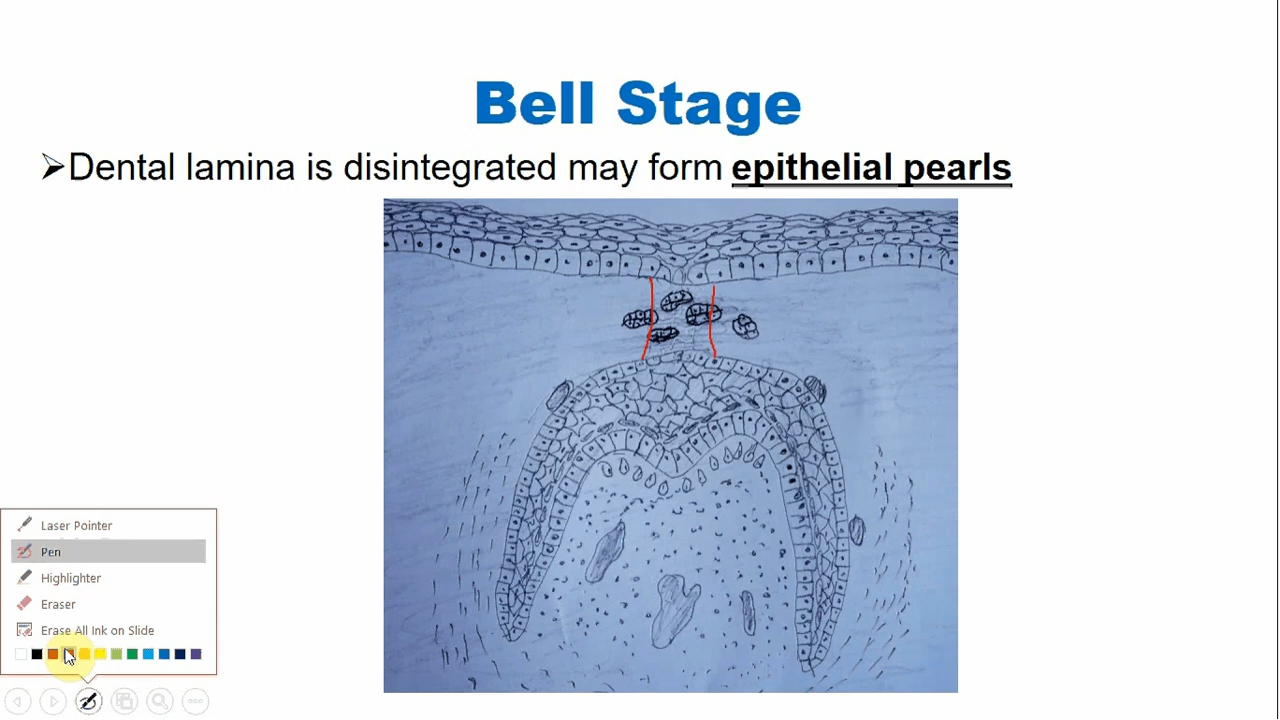 Bell Stage
➢Dental lamina is disintegrated may form epithelial pearls
Laser Pointer
Pen
Highlighter
Eraser
Erase All Ink on Slide